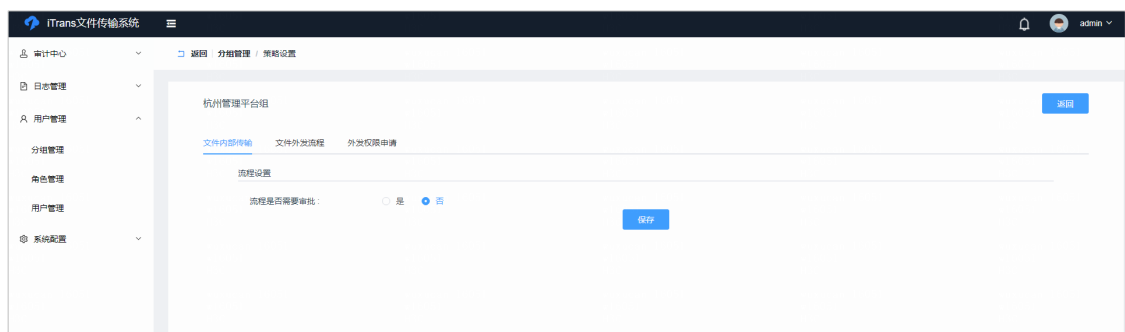 iTrans文件传输系统
admin
审计中心
返回 分组管理 / 策略设置
日志管理
杭州管理平台组
返回
用户管理
文件内部传输 文件外发流程 外发权限申请
分组管理
流程设置
角色管理
流程是否需要审批: 是 否
用户管理
保存
系统配置